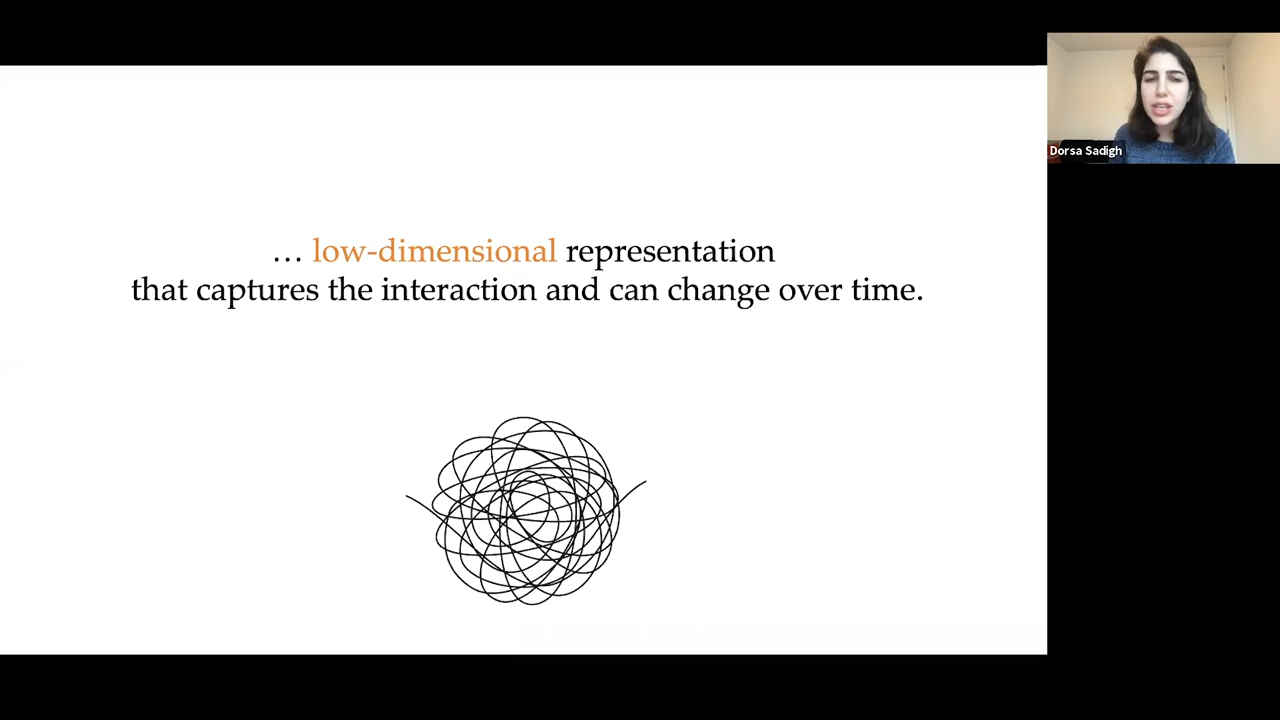 … low-dimensional representation
that captures the interaction and can change over time.
Dorsa Sadigh